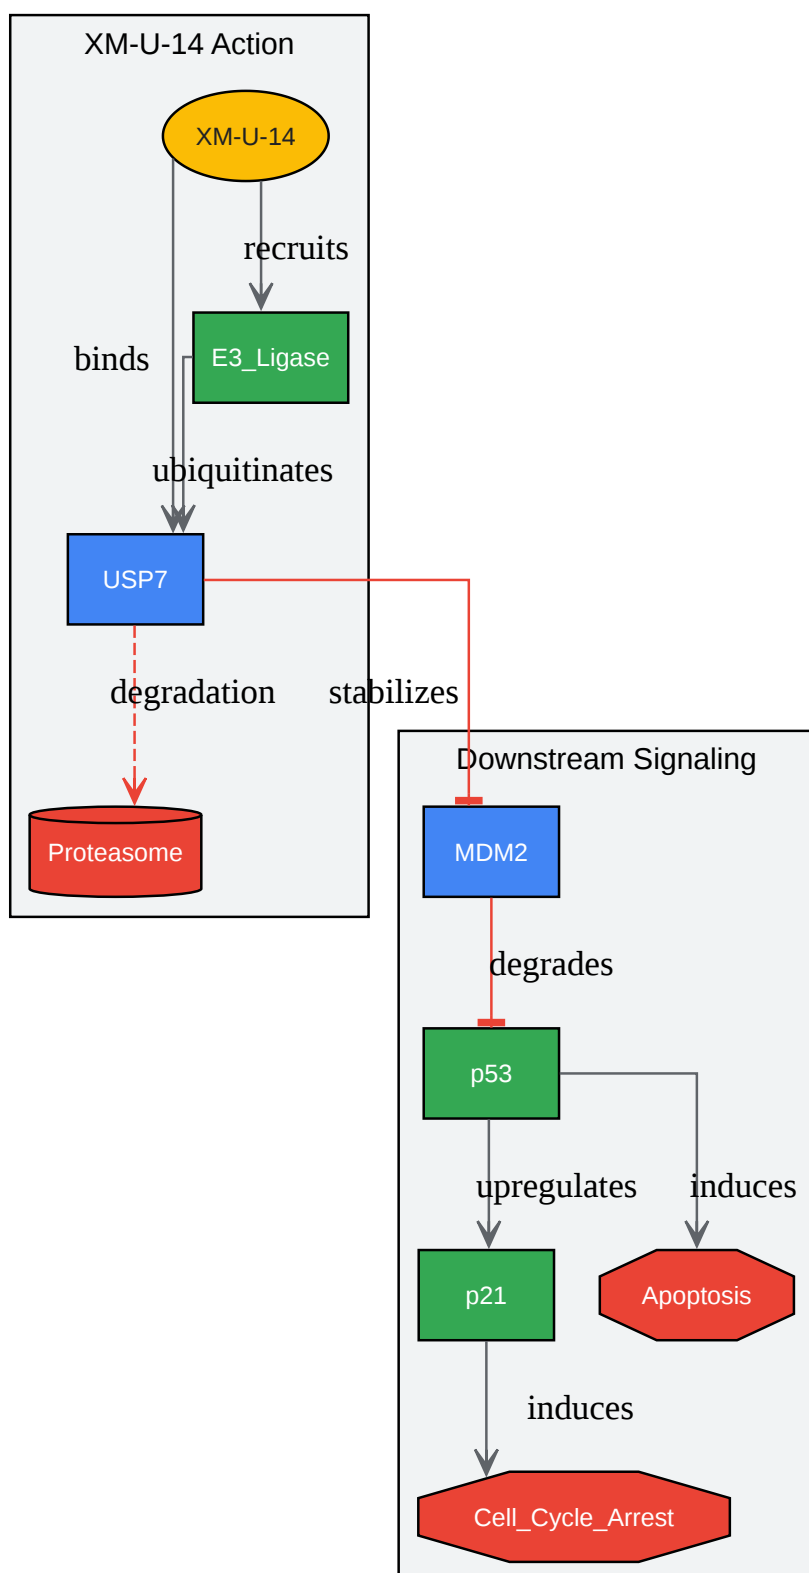 XM-U-14 Action
XM-U-14
recruits
E3_Ligase
binds
ubiquitinates
USP7
degradation
stabilizes
Downstream Signaling
Proteasome
MDM2
degrades
p53
upregulates
induces
p21
Apoptosis
induces
Cell_Cycle_Arrest